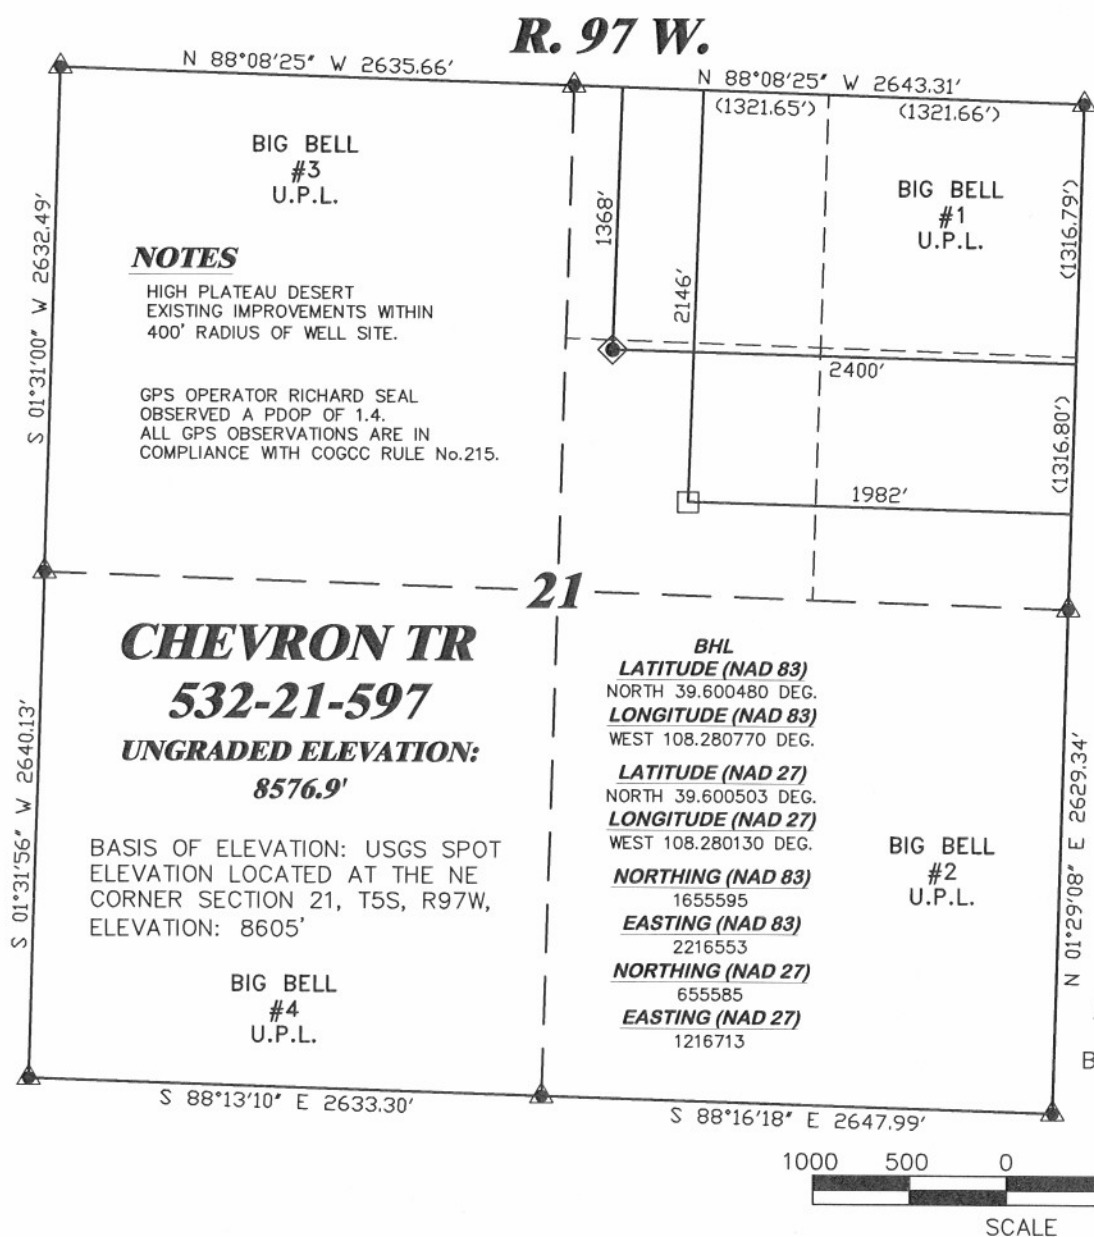 R. 97 W.
N 88°08'25" W 2635.66'
N 88°08'25" W 2643.31'
(1321.65')
(1321.66')
BIG BELL
#3
U.P.L.
BIG BELL
#1
U.P.L.
S 01°31'00" W 2632.49'
1368'
2146'
(1316.79')
NOTES
HIGH PLATEAU DESERT
EXISTING IMPROVEMENTS WITHIN
400' RADIUS OF WELL SITE.
GPS OPERATOR RICHARD SEAL
OBSERVED A PDOP OF 1.4.
ALL GPS OBSERVATIONS ARE IN
COMPLIANCE WITH COGCC RULE No.215.
2400'
(1316.80')
1982'
21
CHEVRON TR
532-21-597
UNGRADED ELEVATION:
8576.9'
S 01°31'56" W 2640.13'
BASIS OF ELEVATION: USGS SPOT
ELEVATION LOCATED AT THE NE
CORNER SECTION 21, T5S, R97W,
ELEVATION: 8605'
BIG BELL
#4
U.P.L.
BHL
LATITUDE (NAD 83)
NORTH 39.600480 DEG.
LONGITUDE (NAD 83)
WEST 108.280770 DEG.
LATITUDE (NAD 27)
NORTH 39.600503 DEG.
LONGITUDE (NAD 27)
WEST 108.280130 DEG.
NORTHING (NAD 83)
1655595
EASTING (NAD 83)
2216553
NORTHING (NAD 27)
655585
EASTING (NAD 27)
1216713
BIG BELL
#2
U.P.L.
N 01°29'08" E 2629.34'
B
S 88°13'10" E 2633.30'
S 88°16'18" E 2647.99'
1000 500 0
SCALE